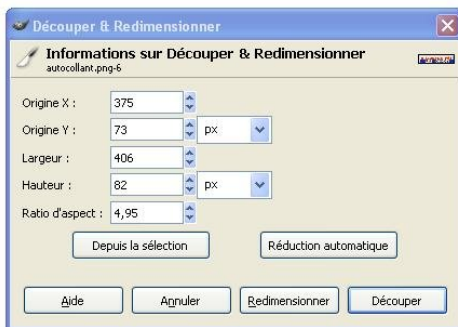 Découper & Redimensionner
Informations sur Découper & Redimensionner
autocollant.png-6
Origine X : 375
Origine Y : 73 px
Largeur : 406
Hauteur : 82 px
Ratio d'aspect : 4,95
Depuis la sélection Réduction automatique
Aide Annuler Redimensionner Découper